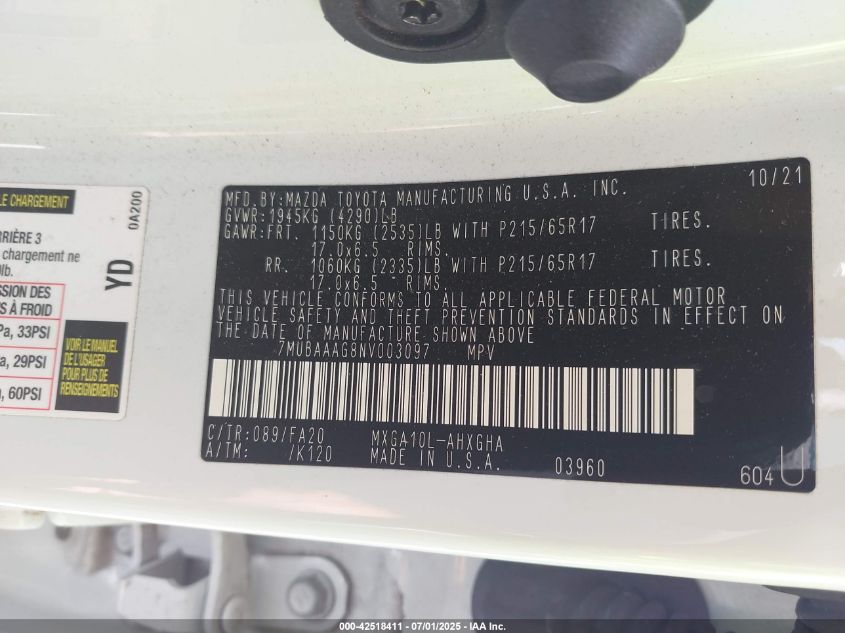 LE CHARGEMENT
0A200
RRIÈRE 3
chargement ne
lb.
YD
SSION DES
S À FROID
Pa, 33PSI
a, 29PSI
, 60PSI
VOIR LE MANUEL
DE L'USAGER
POUR PLUS DE
RENSEIGNEMENTS
MFD.BY:MAZDA TOYOTA MANUFACTURING U.S.A. INC. 10/21
GVWR:1945KG (4290)LB
GAWR:FRT. 1150KG (2535)LB WITH P215/65R17 TIRES.
17.0x6.5 RIMS.
RR. 1060KG (2335)LB WITH P215/65R17 TIRES.
17.0x6.5 RIMS.
THIS VEHICLE CONFORMS TO ALL APPLICABLE FEDERAL MOTOR
VEHICLE SAFETY AND THEFT PREVENTION STANDARDS IN EFFECT ON
THE DATE OF MANUFACTURE SHOWN ABOVE
7MUBAAAG8NV003097 MPV
C/TR:089/FA20 MXGA10L-AHXGHA
A/TM: /K120 MADE IN U.S.A. 03960 604U
000-42518411 - 07/01/2025 - IAA Inc.